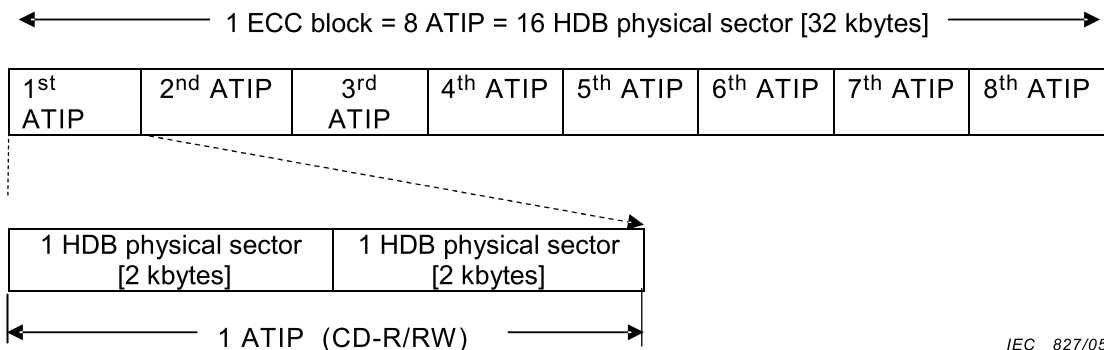 1 ECC block = 8 ATIP = 16 HDB physical sector [32 kbytes]
1st ATIP
2nd ATIP
3rd ATIP
4th ATIP
5th ATIP
6th ATIP
7th ATIP
8th ATIP
1 HDB physical sector
[2 kbytes]
1 HDB physical sector
[2 kbytes]
1 ATIP (CD-R/RW)
IEC 827/05